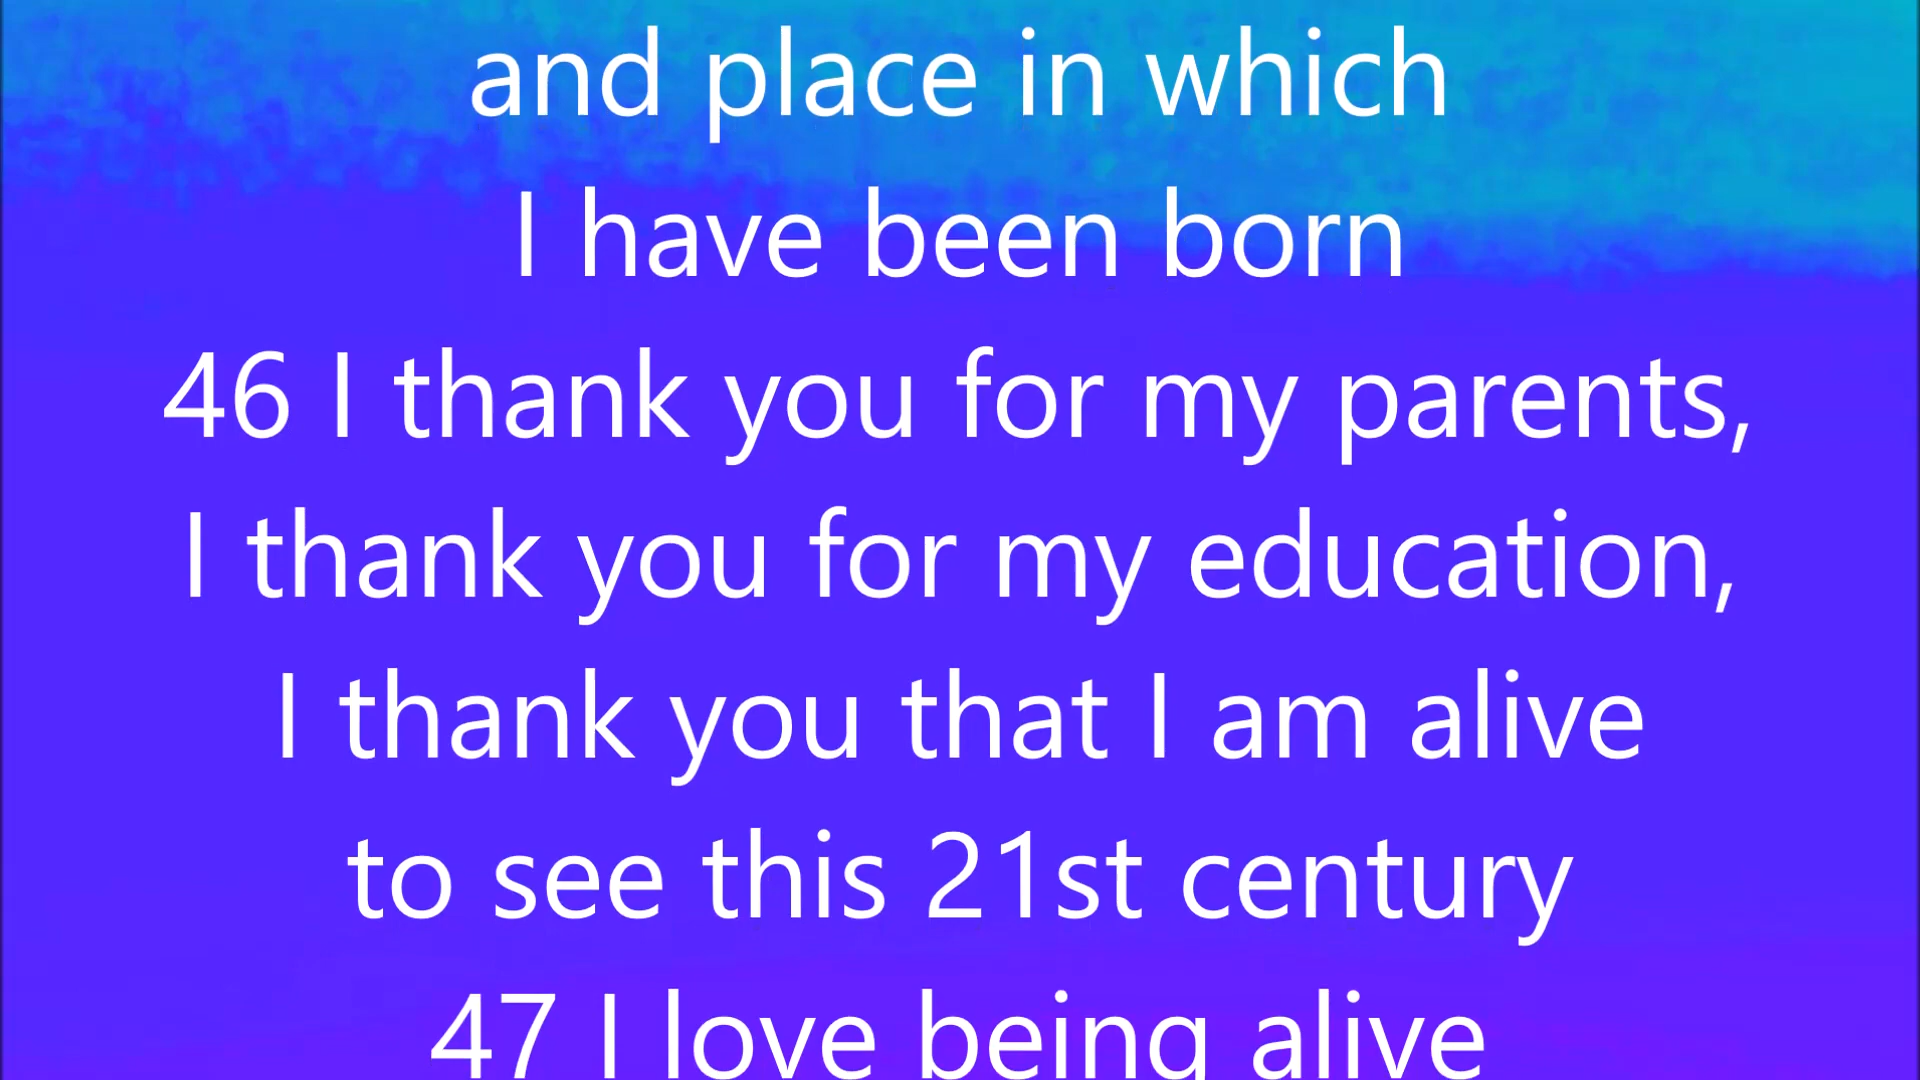 and place in which
I have been born
46 I thank you for my parents,
I thank you for my education,
I thank you that I am alive
to see this 21st century
47 I love being alive